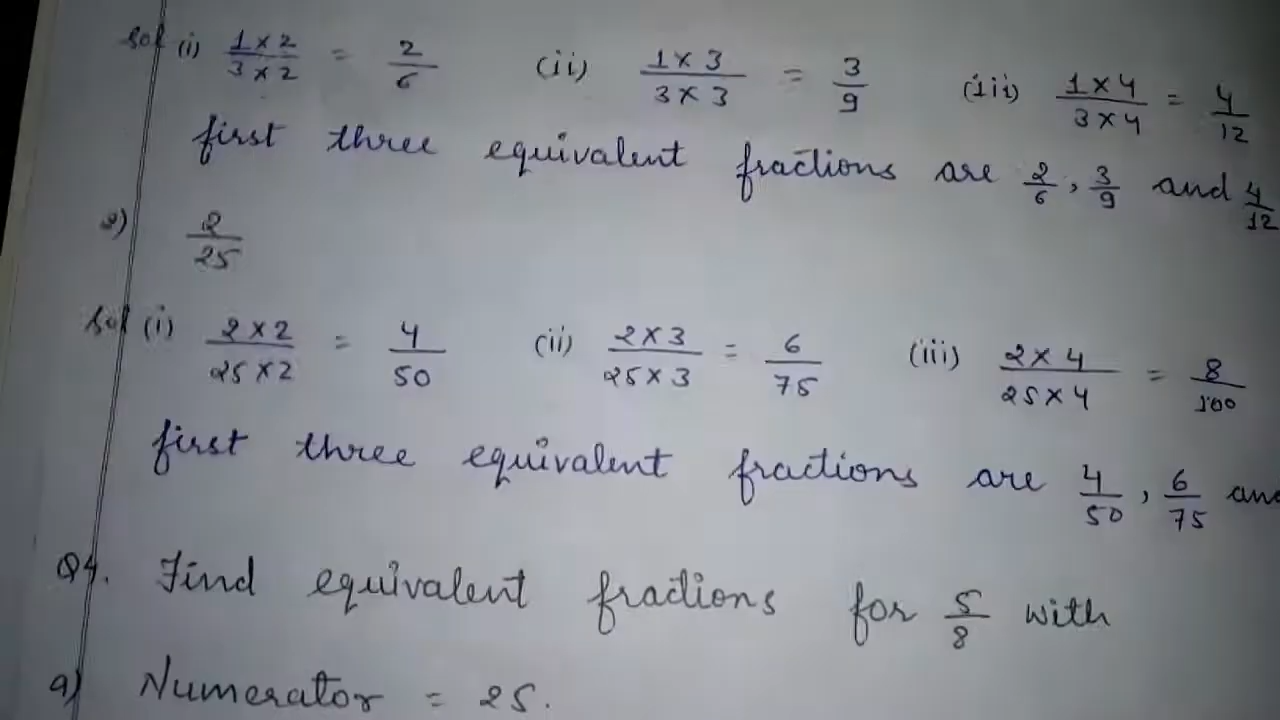 Sol (i) 1×2/3×2 = 2/6 (ii) 1×3/3×3 = 3/9 (iii) 1×4/3×4 = 4/12
first three equivalent fractions are 2/6, 3/9 and 4/12
2) 2/25
Sol (i) 2×2/25×2 = 4/50 (ii) 2×3/25×3 = 6/75 (iii) 2×4/25×4 = 8/100
first three equivalent fractions are 4/50, 6/75 and
Q4. Find equivalent fractions for 5/8 with
a) Numerator = 25.